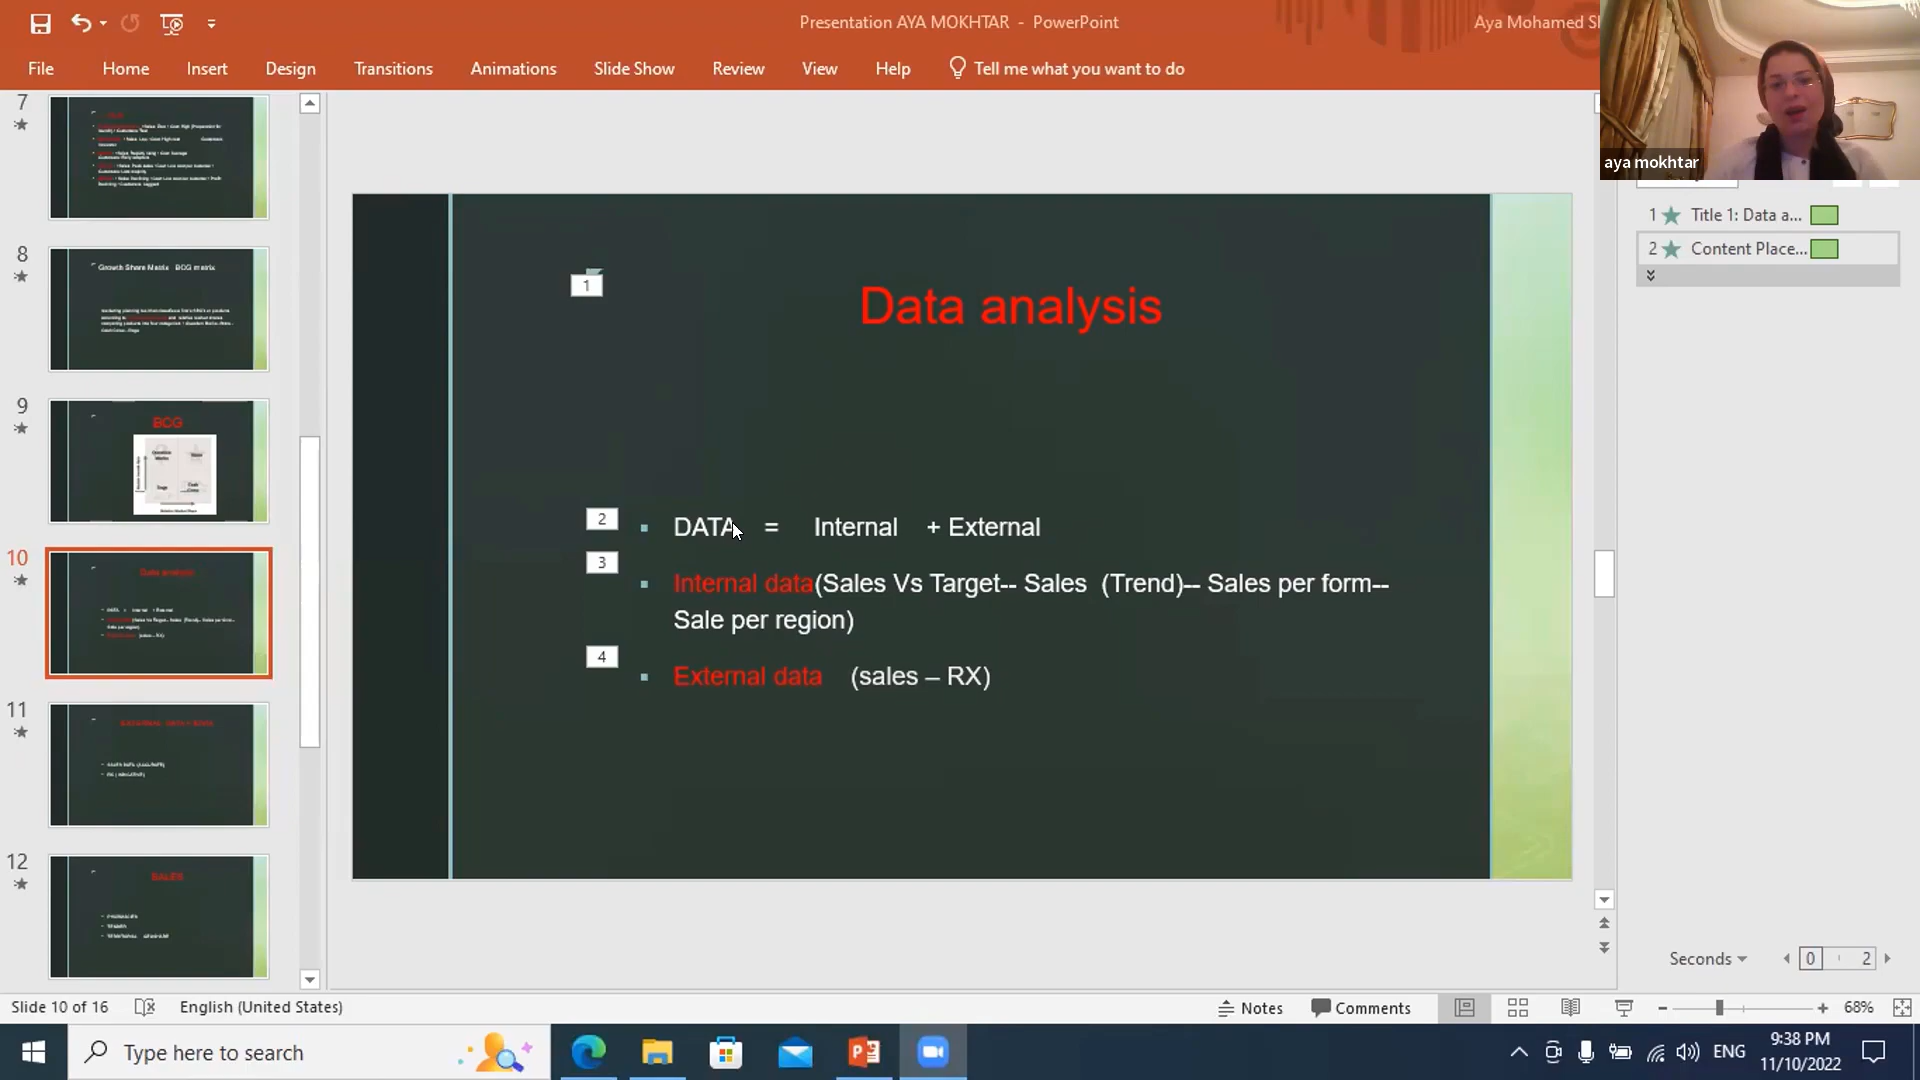 Presentation AYA MOKHTAR - PowerPoint
Aya Mohamed
File Home Insert Design Transitions Animations Slide Show Review View Help Tell me what you want to do
aya mokhtar
7
8
Growth Share Matrix BCG matrix
9
BCG
10
Data analysis
11
12
SALES
1
Data analysis
2
DATA = Internal + External
3
Internal data(Sales Vs Target-- Sales (Trend)-- Sales per form--
Sale per region)
4
External data (sales – RX)
1 Title 1: Data a...
2 Content Place...
Seconds 0 2
Slide 10 of 16 English (United States) Notes Comments 68%
Type here to search
ENG
9:38 PM
11/10/2022